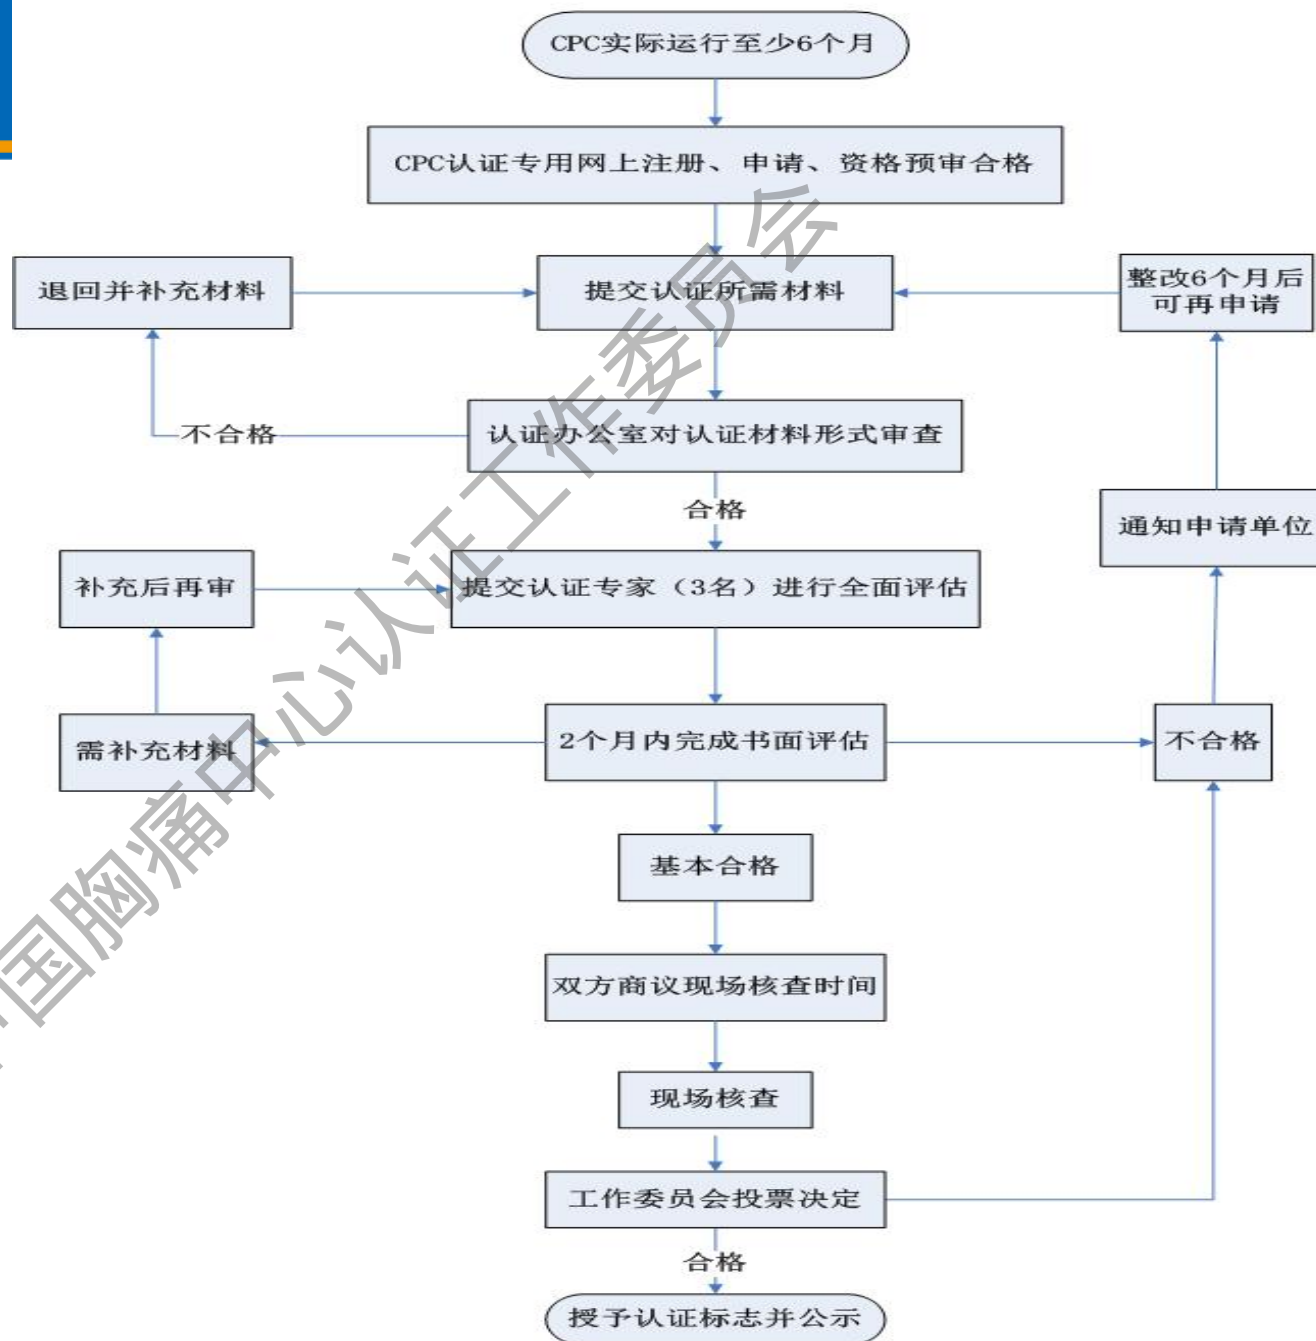 CPC实际运行至少6个月
CPC认证专用网上注册、申请、资格预审合格
退回并补充材料
提交认证所需材料
整改6个月后
可再申请
不合格
认证办公室对认证材料形式审查
合格
通知申请单位
补充后再审
提交认证专家（3名）进行全面评估
需补充材料
2个月内完成书面评估
不合格
基本合格
双方商议现场核查时间
现场核查
工作委员会投票决定
合格
授予认证标志并公示
国胸痛中心认证工作委员会